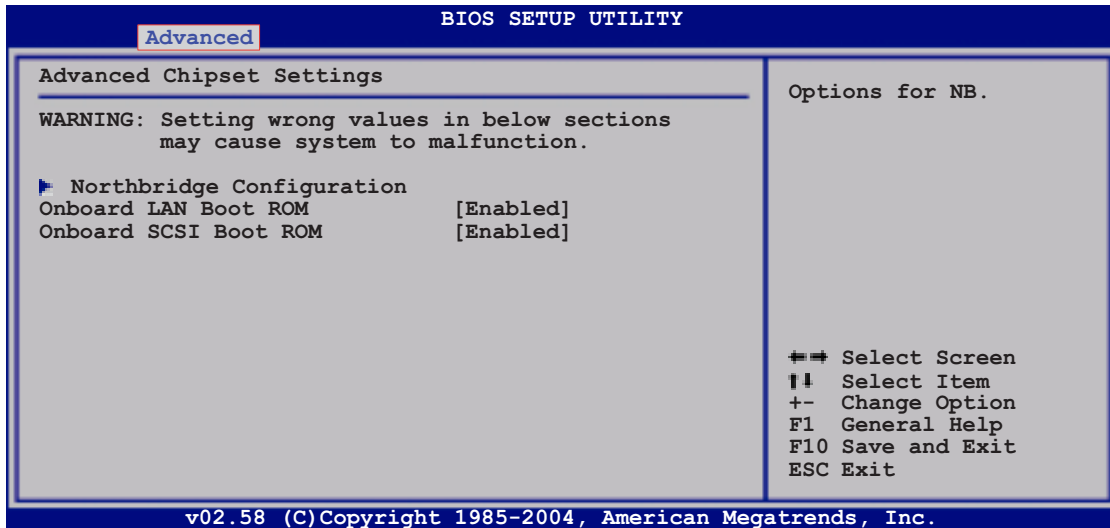 BIOS SETUP UTILITY
Advanced
Advanced Chipset Settings
WARNING: Setting wrong values in below sections
may cause system to malfunction.
Northbridge Configuration
Onboard LAN Boot ROM [Enabled]
Onboard SCSI Boot ROM [Enabled]
Options for NB.
←→ Select Screen
↑↓ Select Item
+- Change Option
F1 General Help
F10 Save and Exit
ESC Exit
v02.58 (C)Copyright 1985-2004, American Megatrends, Inc.